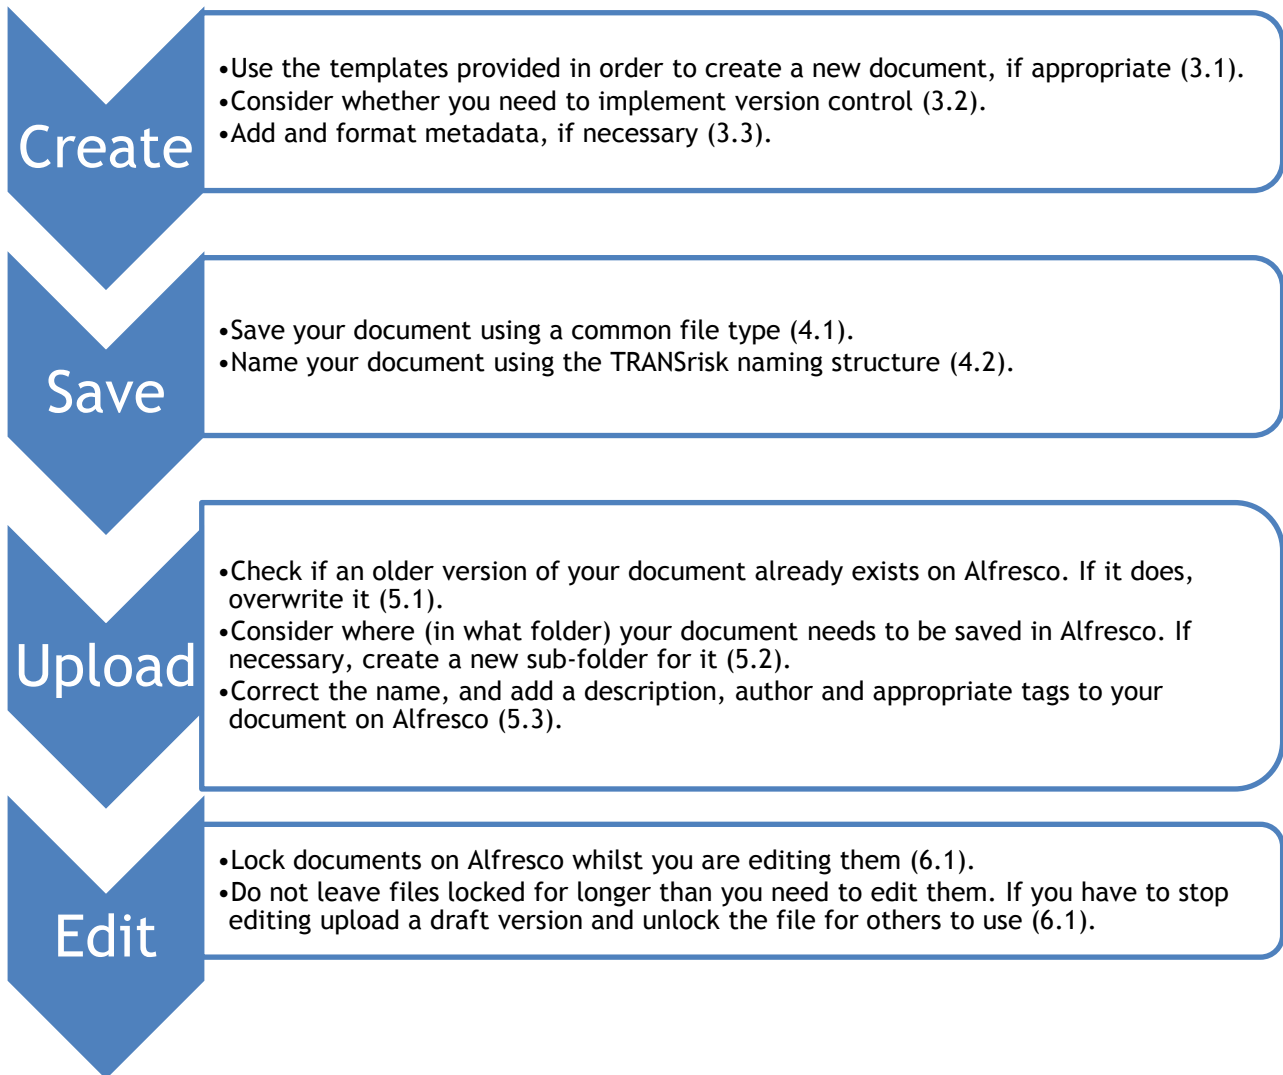 Create
•Use the templates provided in order to create a new document, if appropriate (3.1).
•Consider whether you need to implement version control (3.2).
•Add and format metadata, if necessary (3.3).
Save
•Save your document using a common file type (4.1).
•Name your document using the TRANSrisk naming structure (4.2).
Upload
•Check if an older version of your document already exists on Alfresco. If it does,
overwrite it (5.1).
•Consider where (in what folder) your document needs to be saved in Alfresco. If
necessary, create a new sub-folder for it (5.2).
•Correct the name, and add a description, author and appropriate tags to your
document on Alfresco (5.3).
Edit
•Lock documents on Alfresco whilst you are editing them (6.1).
•Do not leave files locked for longer than you need to edit them. If you have to stop
editing upload a draft version and unlock the file for others to use (6.1).